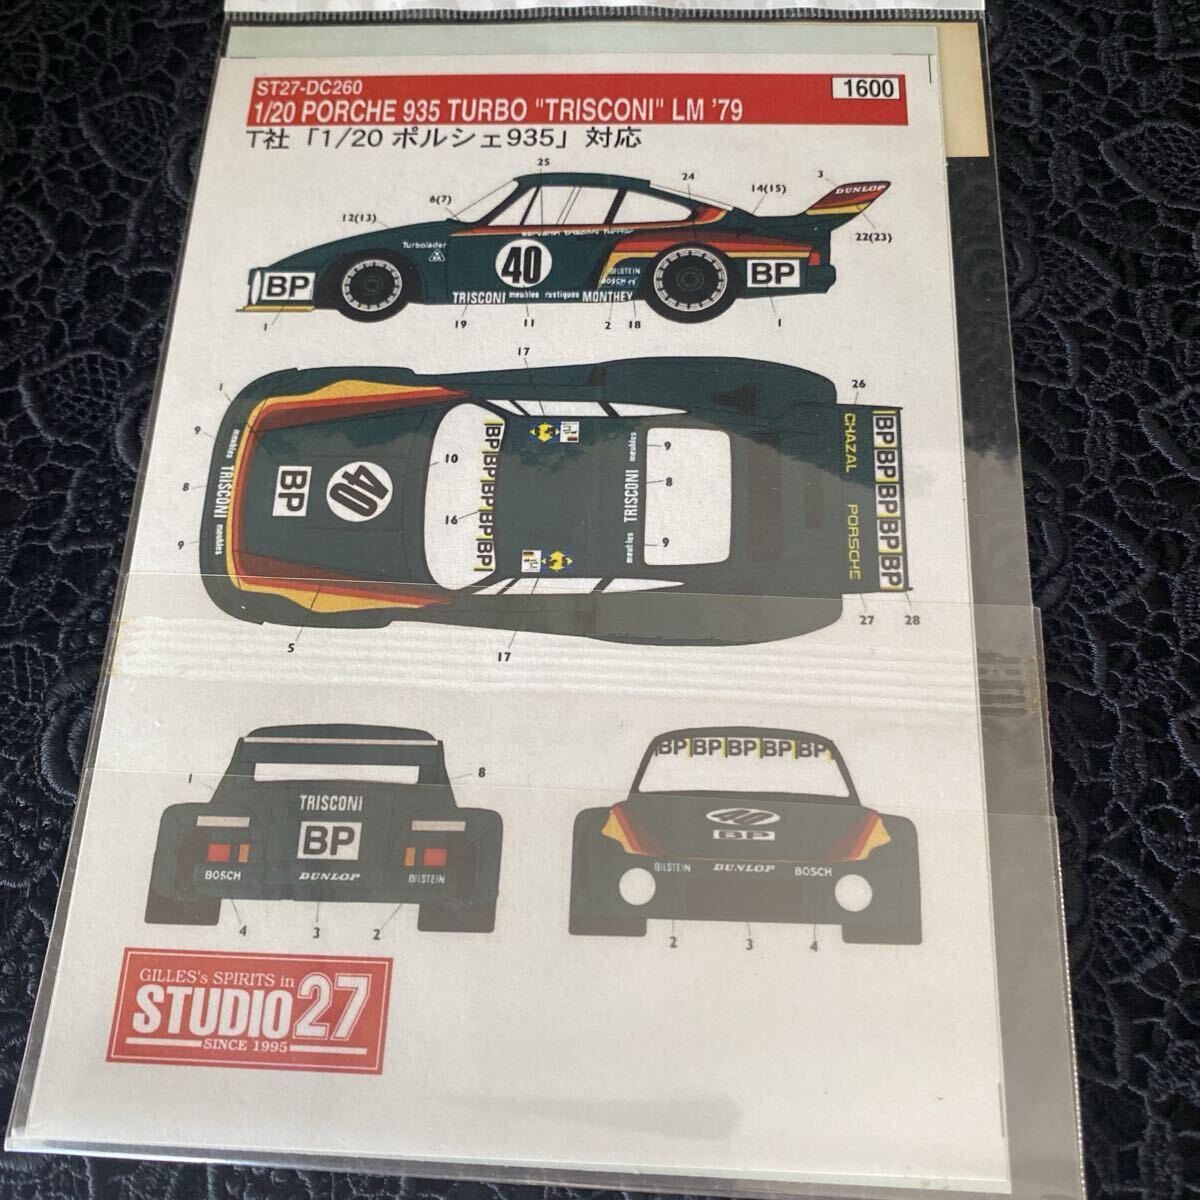 ST27-DC260
1600
1/20 PORCHE 935 TURBO "TRISCONI" LM '79
T社「1/20 ポルシェ935」対応
25
3
24
14(15)
6(7)
DUNLOP
12(13)
22(23)
servanin trisconi ferrier
Turbolader
40
BILSTEIN
BP
BOSCH
BP
TRISCONI meubles rustiques MONTHEY
1
19
11
2
18
1
17
1
26
9
meubles
CHAZAL
BP BP BP BP BP
BP BP BP BP BP
meubles
9
10
8
TRISCONI
BP
40
TRISCONI
8
16
PORSCHE
9
meubles
meubles
9
27
28
5
17
BP BP BP BP BP
1
8
TRISCONI
40
BP
BP
BOSCH
DUNLOP
BILSTEIN
BILSTEIN
DUNLOP
BOSCH
4
3
2
2
3
4
GILLES's SPIRITS in
STUDIO27
SINCE 1995